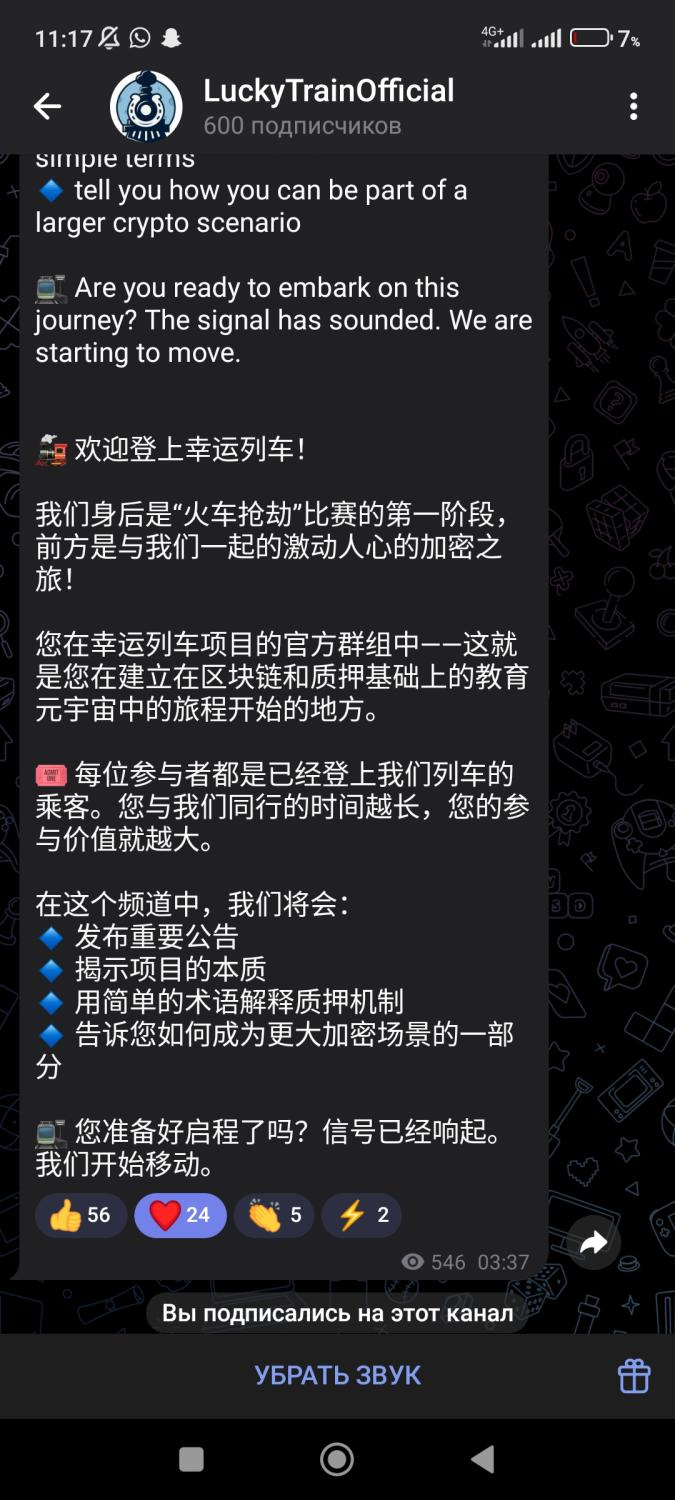 11:17
4G+
7%
LuckyTrainOfficial
600 подписчиков
simple terms
🔹 tell you how you can be part of a
larger crypto scenario
🚉 Are you ready to embark on this
journey? The signal has sounded. We are
starting to move.
🚂 欢迎登上幸运列车！
我们身后是“火车抢劫”比赛的第一阶段，
前方是与我们一起的激动人心的加密之
旅！
您在幸运列车项目的官方群组中——这就
是您在建立在区块链和质押基础上的教育
元宇宙中的旅程开始的地方。
🎟 每位参与者都是已经登上我们列车的
乘客。您与我们同行的时间越长，您的参
与价值就越大。
在这个频道中，我们将会：
🔹 发布重要公告
🔹 揭示项目的本质
🔹 用简单的术语解释质押机制
🔹 告诉您如何成为更大加密场景的一部
分
🚉 您准备好启程了吗？信号已经响起。
我们开始移动。
👍 56 ❤️ 24 👏 5 ⚡ 2
546 03:37
Вы подписались на этот канал
УБРАТЬ ЗВУК